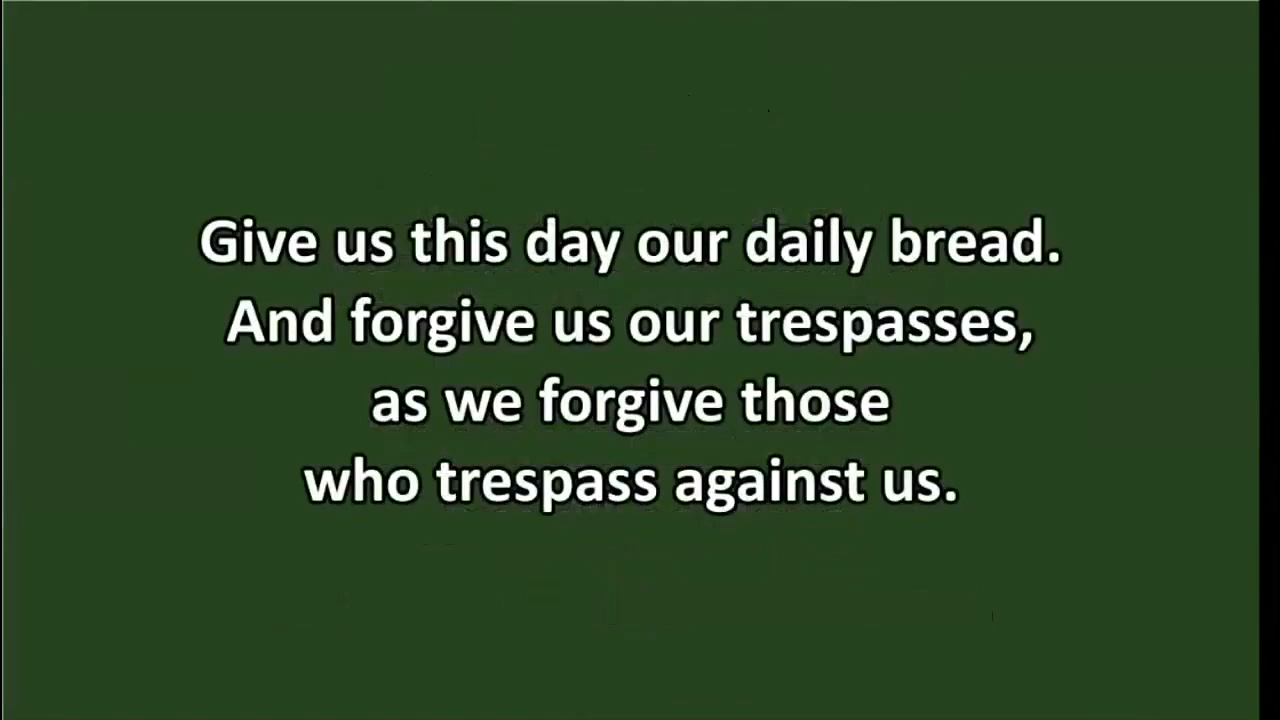 Give us this day our daily bread.
And forgive us our trespasses,
as we forgive those
who trespass against us.